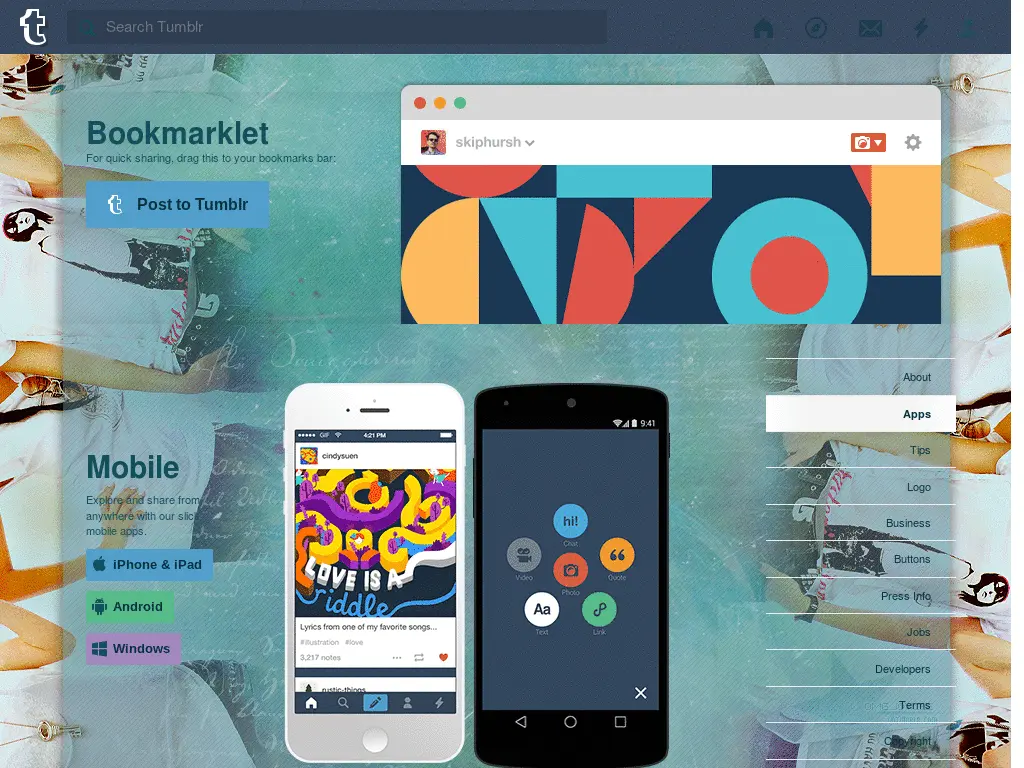 t
Search Tumblr
Bookmarklet
For quick sharing, drag this to your bookmarks bar:
t Post to Tumblr
skiphursh
Mobile
Explore and share from
anywhere with our slick
mobile apps.
iPhone & iPad
Android
Windows
GIF 4:21 PM
cindysuen
LOVE IS A
riddle
Lyrics from one of my favorite songs...
#illustration #love
3,217 notes
rustic-things
9:41
hi!
Chat
Video
Quote
Photo
Aa
Text
Link
About
Apps
Tips
Logo
Business
Buttons
Press Info
Jobs
Developers
Terms
Copyright